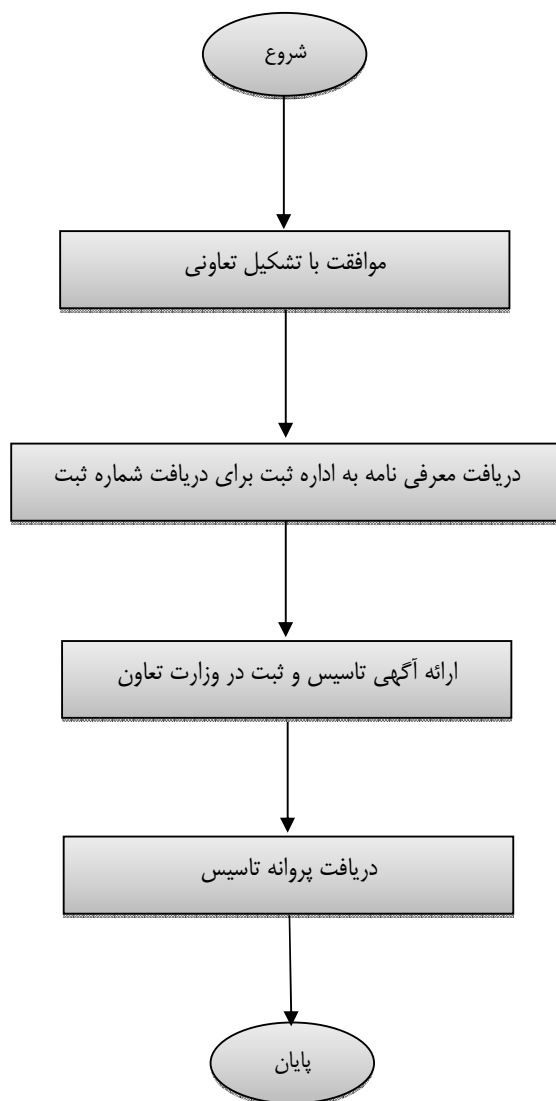 شروع
موافقت با تشکیل تعاونی
دریافت معرفی نامه به اداره ثبت برای دریافت شماره ثبت
ارائه آگهی تاسیس و ثبت در وزارت تعاون
دریافت پروانه تاسیس
پایان